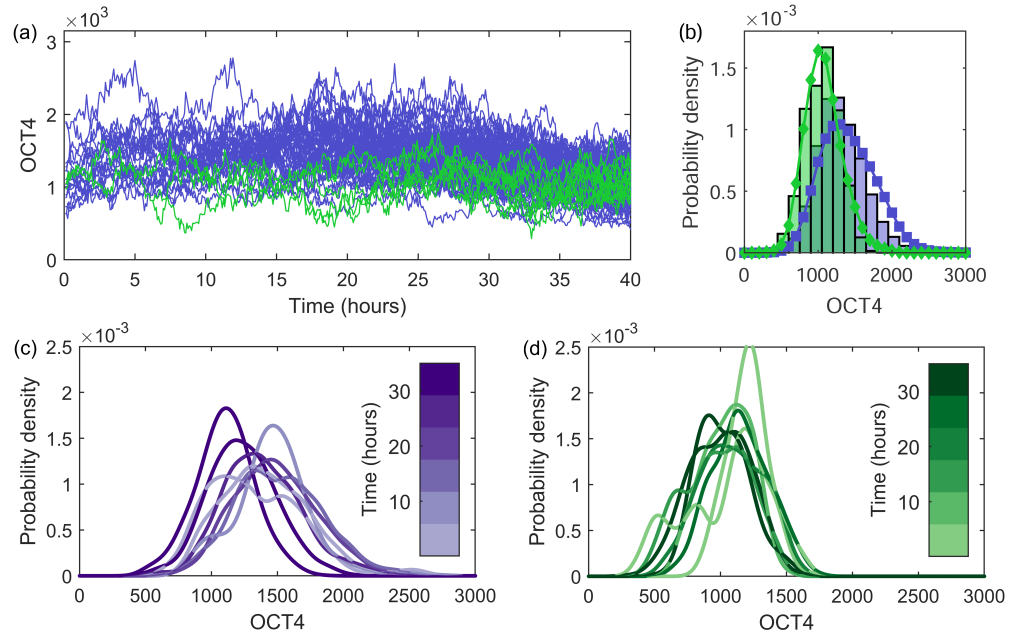 (a)
×10³
3
2
1
0
OCT4
0 5 10 15 20 25 30 35 40
Time (hours)
(b)
×10⁻³
1.5
1
0.5
0
Probability density
0 1000 2000 3000
OCT4
(c)
×10⁻³
2.5
2
1.5
1
0.5
0
Probability density
30
20
10
Time (hours)
0 500 1000 1500 2000 2500 3000
OCT4
(d)
×10⁻³
2.5
2
1.5
1
0.5
0
Probability density
30
20
10
Time (hours)
0 500 1000 1500 2000 2500 3000
OCT4